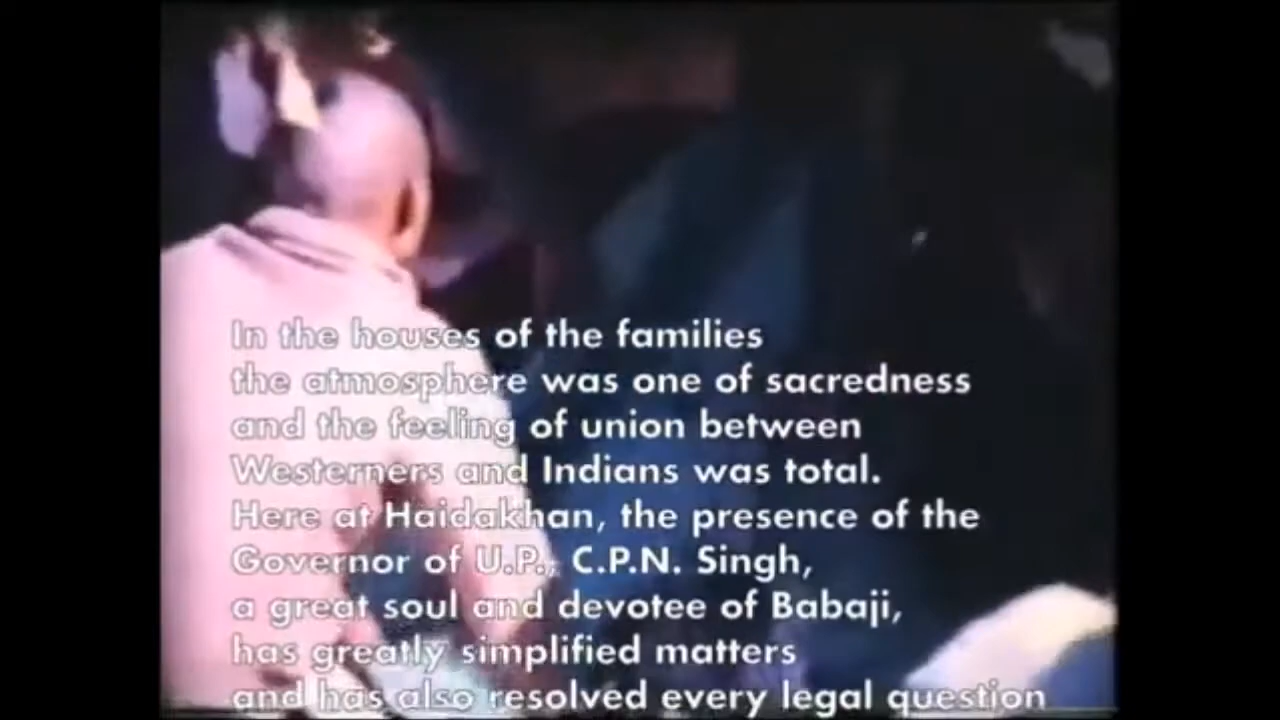 In the houses of the families
the atmosphere was one of sacredness
and the feeling of union between
Westerners and Indians was total.
Here at Haidakhan, the presence of the
Governor of U.P., C.P.N. Singh,
a great soul and devotee of Babaji,
has greatly simplified matters
and has also resolved every legal question